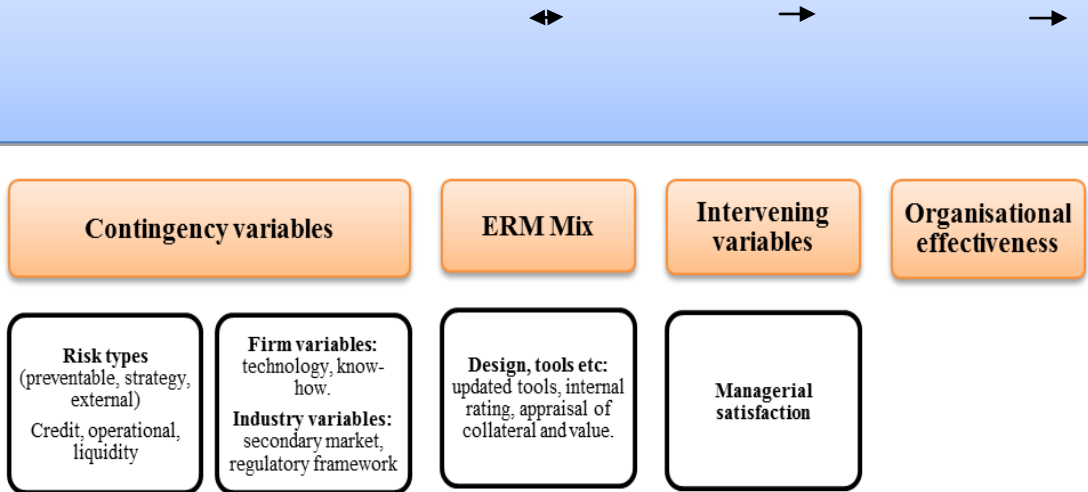 Contingency variables
ERM Mix
Intervening
variables
Organisational
effectiveness
Risk types
(preventable, strategy,
external)
Credit, operational,
liquidity
Firm variables:
technology, know-
how.
Industry variables:
secondary market,
regulatory framework
Design, tools etc:
updated tools, internal
rating, appraisal of
collateral and value.
Managerial
satisfaction